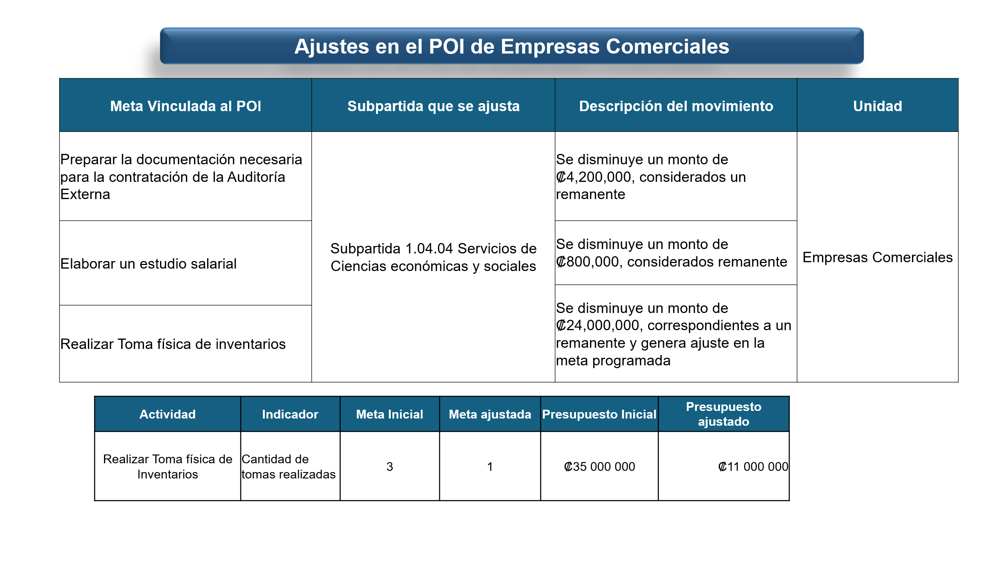 Ajustes en el POI de Empresas Comerciales
Meta Vinculada al POI
Subpartida que se ajusta
Descripción del movimiento
Unidad
Preparar la documentación necesaria
para la contratación de la Auditoría
Externa
Subpartida 1.04.04 Servicios de
Ciencias económicas y sociales
Se disminuye un monto de
₡4,200,000, considerados un
remanente
Empresas Comerciales
Elaborar un estudio salarial
Se disminuye un monto de
₡800,000, considerados remanente
Realizar Toma física de inventarios
Se disminuye un monto de
₡24,000,000, correspondientes a un
remanente y genera ajuste en la
meta programada
Actividad
Indicador
Meta Inicial
Meta ajustada
Presupuesto Inicial
Presupuesto
ajustado
Realizar Toma física de
Inventarios
Cantidad de
tomas realizadas
3
1
₡35 000 000
₡11 000 000